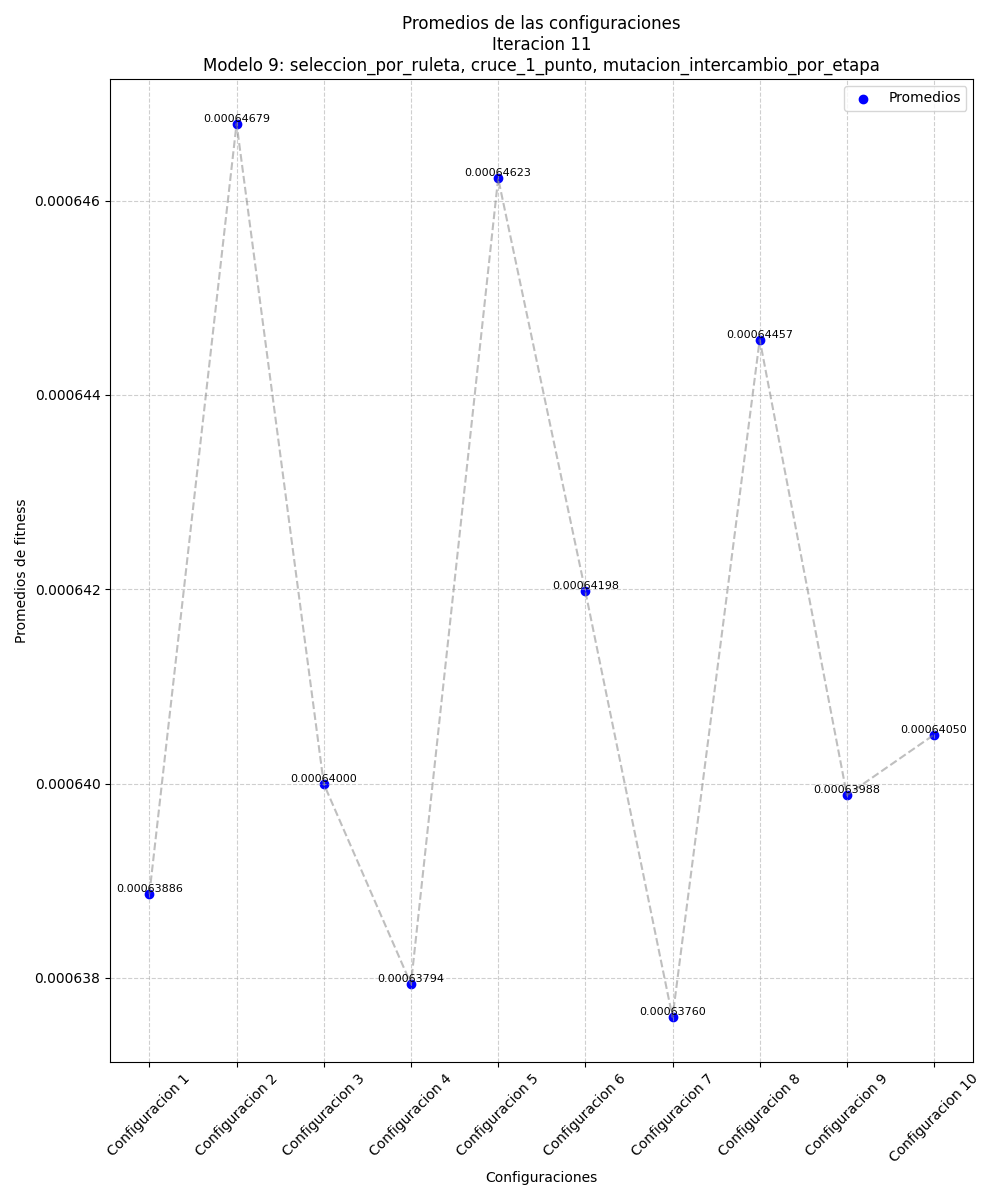 Promedios de las configuraciones
Iteracion 11
Modelo 9: seleccion_por_ruleta, cruce_1_punto, mutacion_intercambio_por_etapa
Promedios
0.00064679
0.00064623
0.000646
0.00064457
0.000644
0.00064198
0.000642
0.00064050
0.00064000
0.000640
0.00063988
0.00063886
0.00063794
0.000638
0.00063760
Promedios de fitness
Configuracion 1
Configuracion 2
Configuracion 3
Configuracion 4
Configuracion 5
Configuracion 6
Configuracion 7
Configuracion 8
Configuracion 9
Configuracion 10
Configuraciones